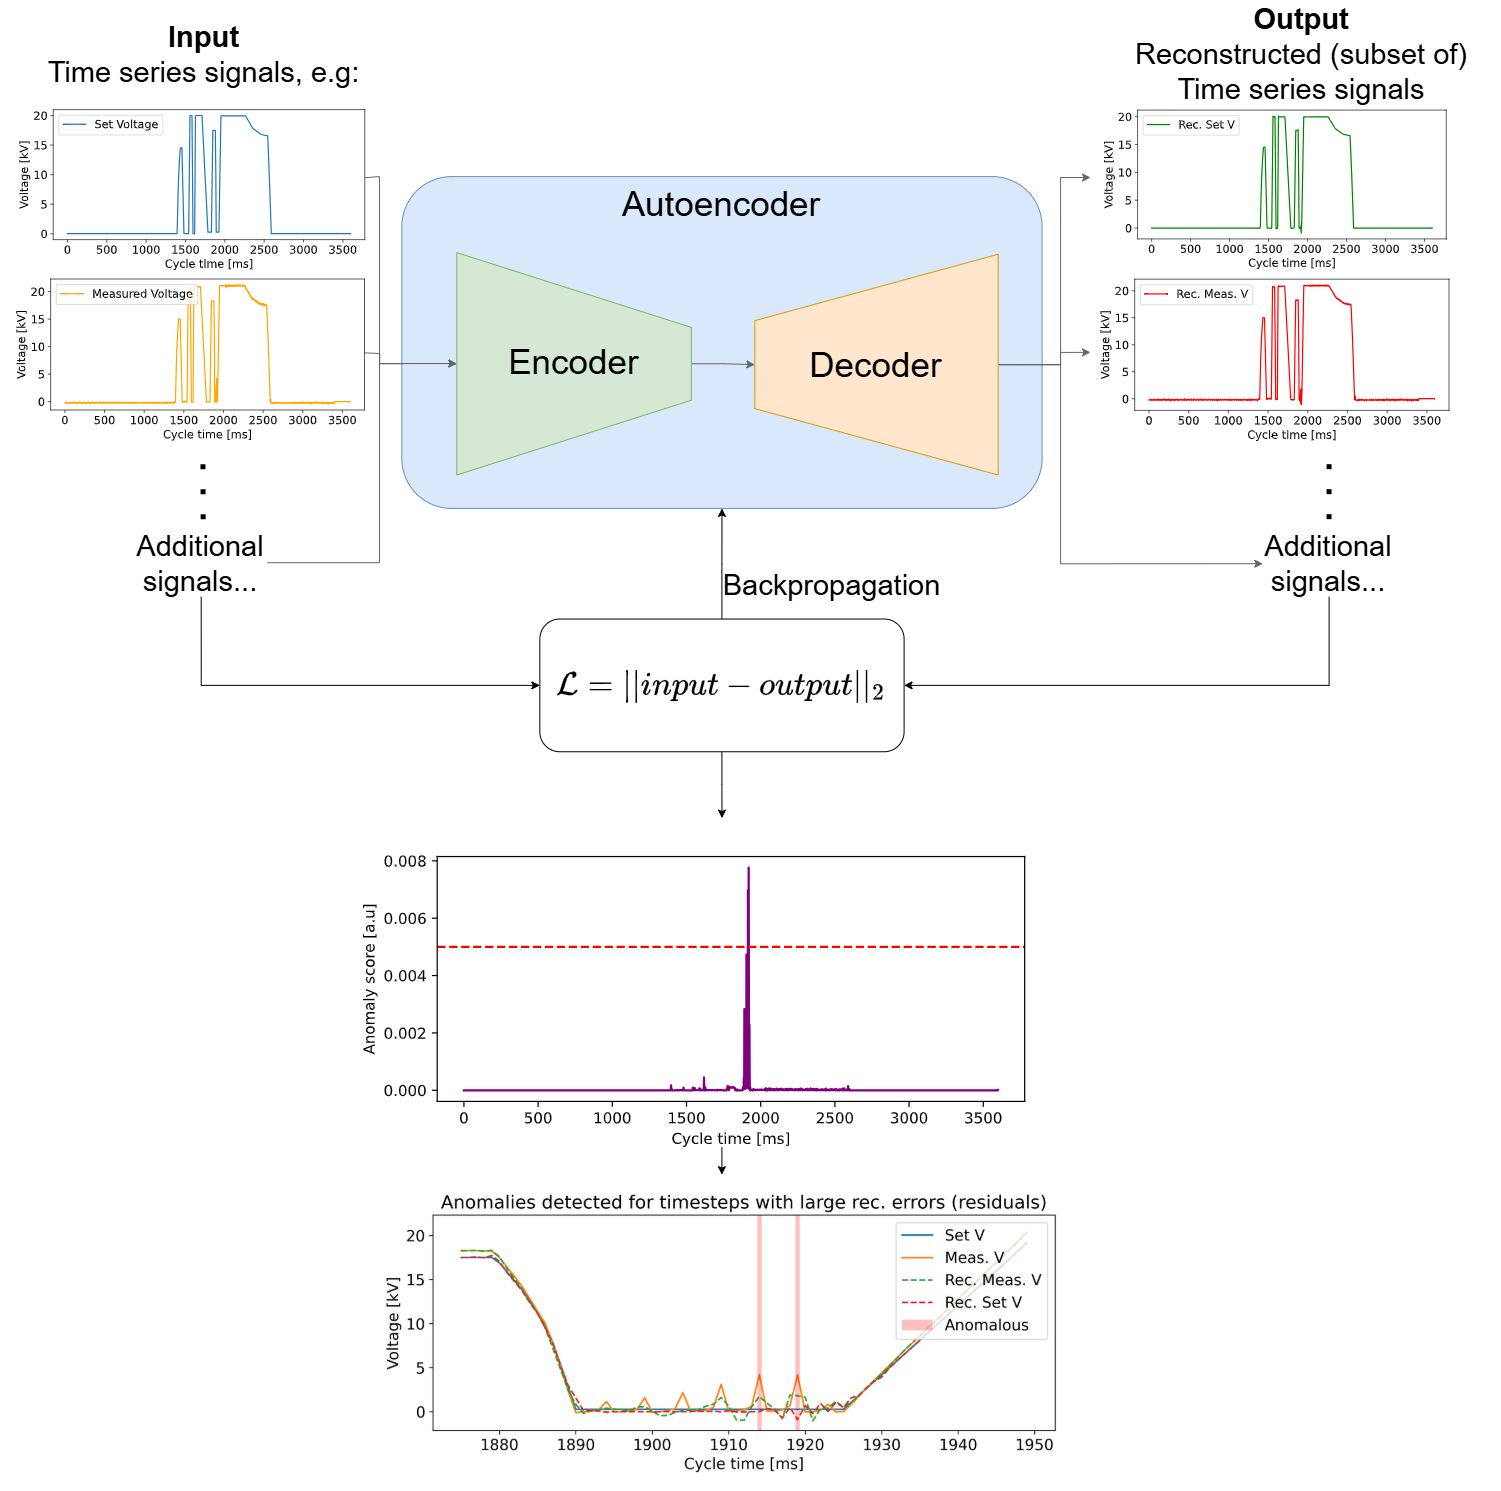 Input
Time series signals, e.g:
20
15
10
5
0
Voltage [kV]
Set Voltage
0 500 1000 1500 2000 2500 3000 3500
Cycle time [ms]
20
15
10
5
0
Voltage [kV]
Measured Voltage
0 500 1000 1500 2000 2500 3000 3500
Cycle time [ms]
Additional
signals...
Autoencoder
Encoder
Decoder
Output
Reconstructed (subset of)
Time series signals
20
15
10
5
0
Voltage [kV]
Rec. Set V
0 500 1000 1500 2000 2500 3000 3500
Cycle time [ms]
20
15
10
5
0
Voltage [kV]
Rec. Meas. V
0 500 1000 1500 2000 2500 3000 3500
Cycle time [ms]
Additional
signals...
Backpropagation
ℒ = ||input − output||₂
0.008
0.006
0.004
0.002
0.000
Anomaly score [a.u]
0 500 1000 1500 2000 2500 3000 3500
Cycle time [ms]
Anomalies detected for timesteps with large rec. errors (residuals)
20
15
10
5
0
Voltage [kV]
Set V
Meas. V
Rec. Meas. V
Rec. Set V
Anomalous
1880 1890 1900 1910 1920 1930 1940 1950
Cycle time [ms]